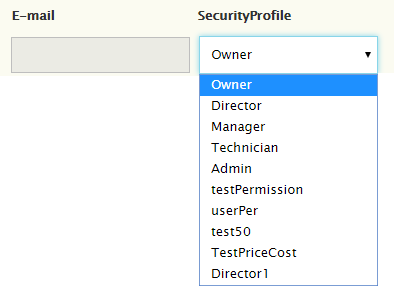 E-mail SecurityProfile
Owner
Owner
Director
Manager
Technician
Admin
testPermission
userPer
test50
TestPriceCost
Director1